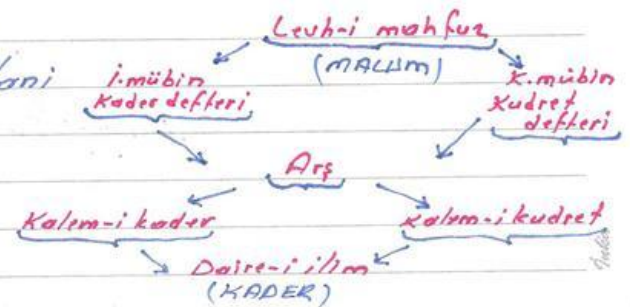 Levh-i mahfuz
(MALUM)
ani
İ.mübin
Kader defteri
K.mübin
Kudret
defteri
Arş
Kalem-i kader
Kalem-i kudret
Daire-i ilim
(KADER)